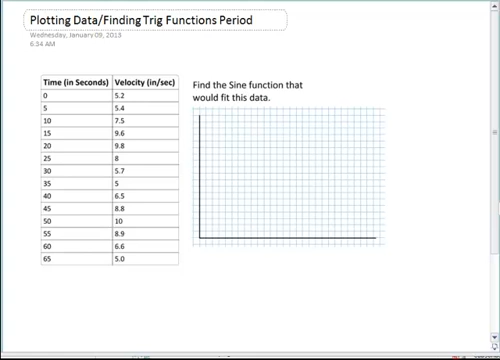 Plotting Data/Finding Trig Functions Period
Wednesday, January 09, 2013
6:34 AM
Time (in Seconds) Velocity (in/sec)
0 5.2
5 5.4
10 7.5
15 9.6
20 9.8
25 8
30 5.7
35 5
40 6.5
45 8.8
50 10
55 8.9
60 6.6
65 5.0
Find the Sine function that
would fit this data.